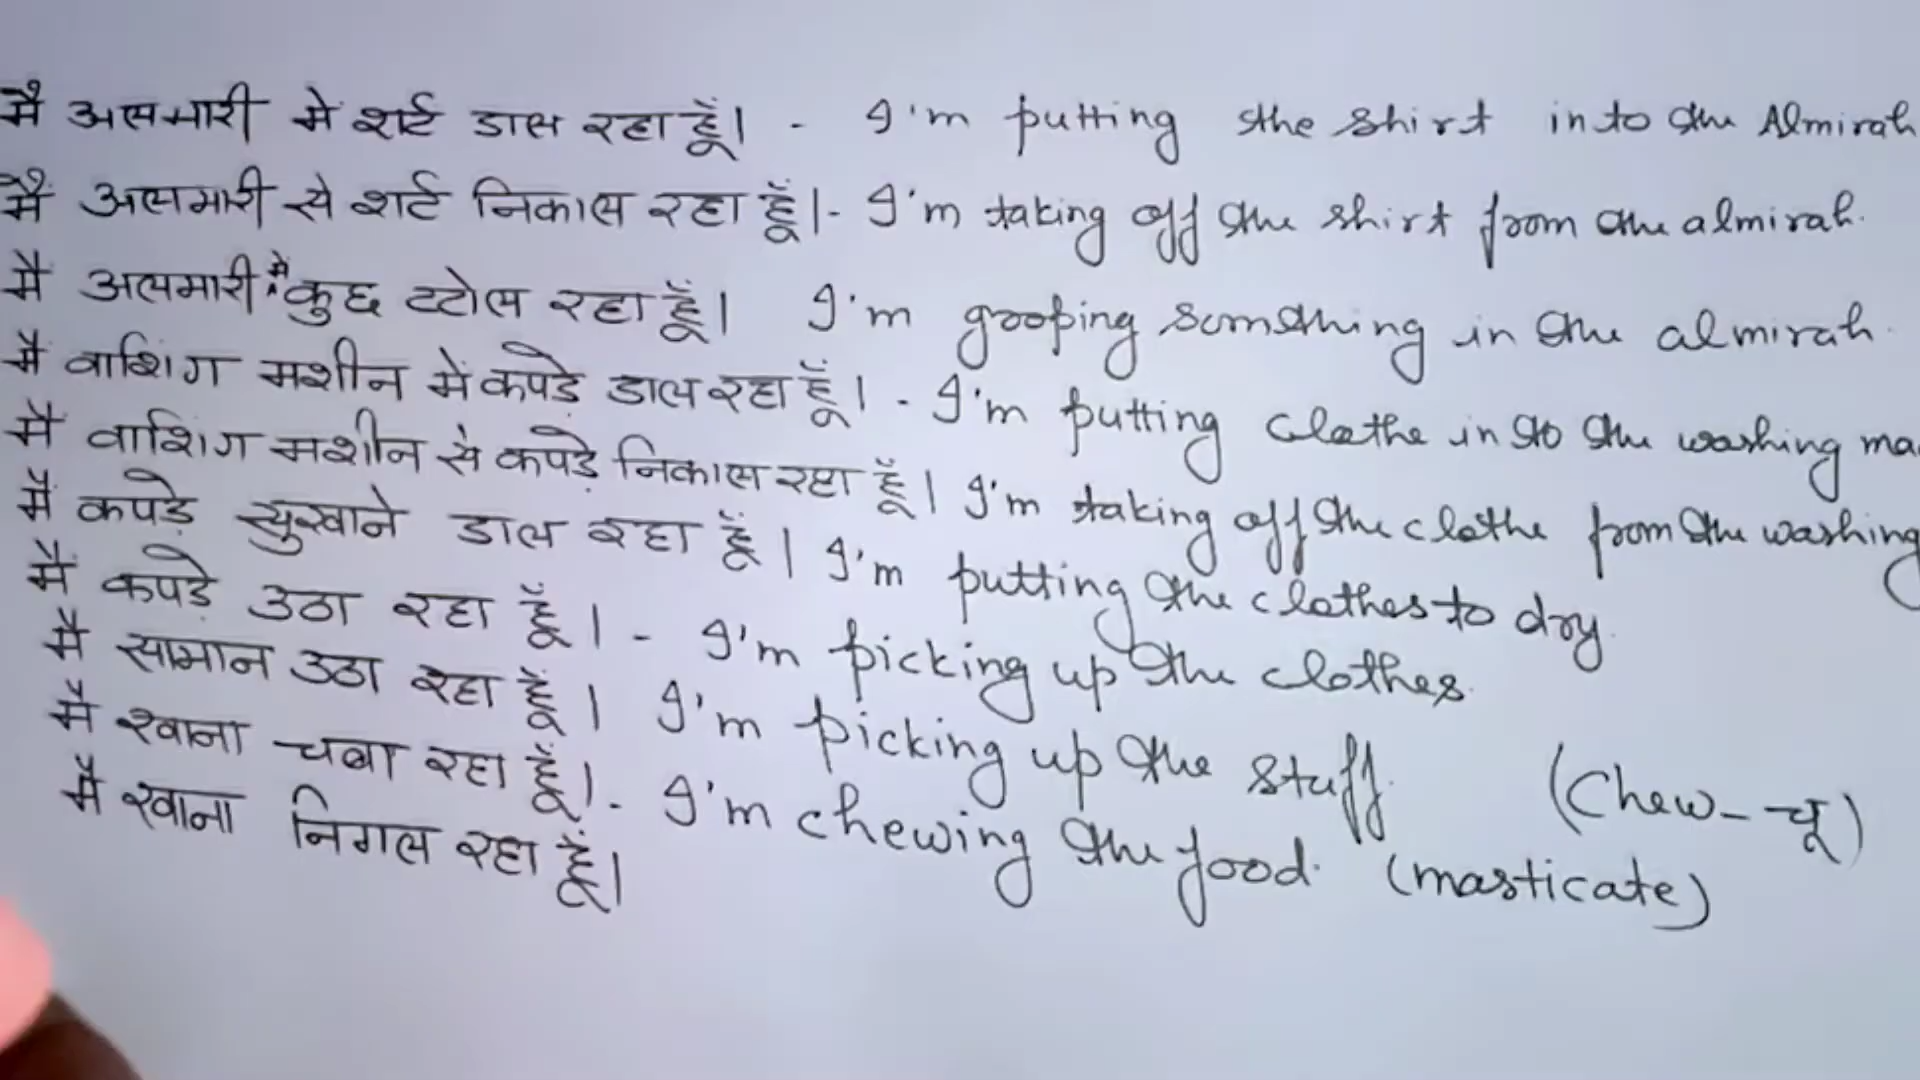 मै अलमारी मे शर्ट डाल रहा हूँ। - I'm putting the shirt into the Almirah
मै अलमारी से शर्ट निकाल रहा हूँ।- I'm taking off the shirt from the almirah.
मै अलमारी में कुछ टटोल रहा हूँ। I'm grooping something in the almirah.
मै वाशिंग मशीन में कपड़े डाल रहा हूँ। - I'm putting clothe into the washing ma
मै वाशिंग मशीन से कपड़े निकाल रहा हूँ। I'm taking off the clothe from the washing
मै कपड़े सुखाने डाल रहा हूँ। I'm putting the clothes to dry.
मै कपड़े उठा रहा हूँ। - I'm picking up the clothes.
मै सामान उठा रहा हूँ। I'm picking up the stuff.
मै खाना चबा रहा हूँ।- I'm chewing the food. (Chew - चू) (masticate)
मै खाना निगल रहा हूँ।